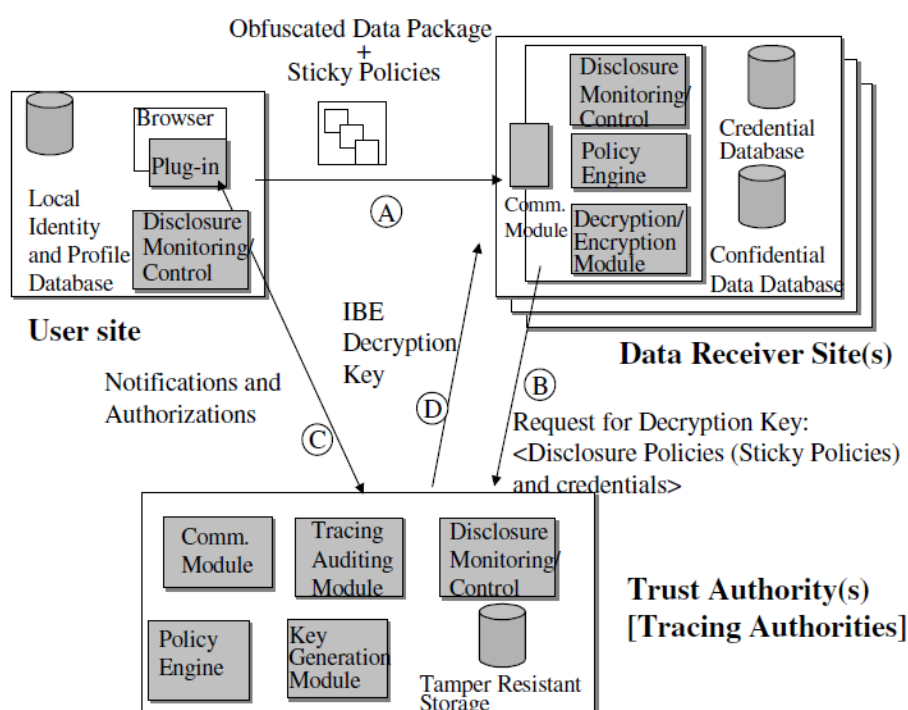 Obfuscated Data Package
+
Sticky Policies
Browser
Plug-in
Local
Identity
and Profile
Database
Disclosure
Monitoring/
Control
User site
A
Disclosure
Monitoring/
Control
Policy
Engine
Comm.
Module
Decryption/
Encryption
Module
Credential
Database
Confidential
Data Database
Data Receiver Site(s)
IBE
Decryption
Key
D
B
Request for Decryption Key:
<Disclosure Policies (Sticky Policies)
and credentials>
Notifications and
Authorizations
C
Comm.
Module
Tracing
Auditing
Module
Disclosure
Monitoring/
Control
Policy
Engine
Key
Generation
Module
Tamper Resistant
Storage
Trust Authority(s)
[Tracing Authorities]